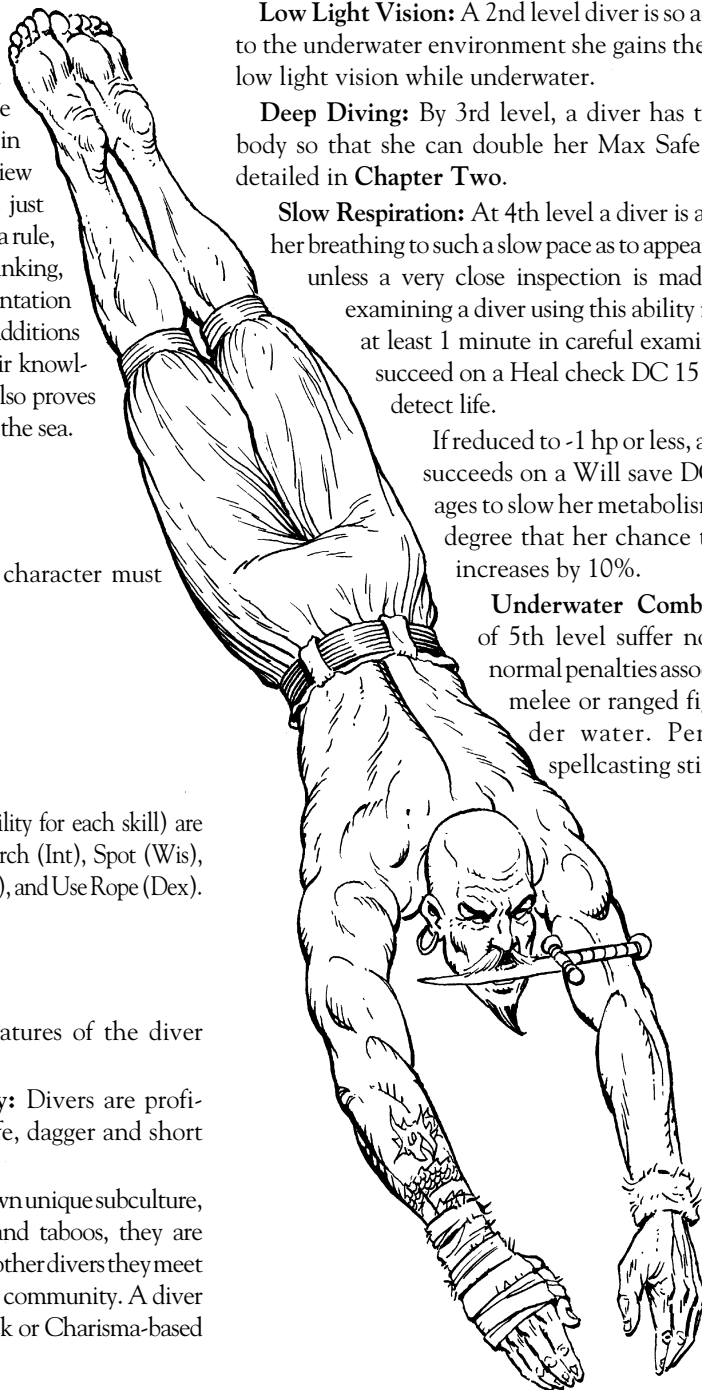 e
in
iew
just
a rule,
nking,
ntation
dditions
ir knowl-
lso proves
the sea.
character must
ility for each skill) are
rch (Int), Spot (Wis),
), and Use Rope (Dex).
atures of the diver
y: Divers are profi-
fe, dagger and short
wn unique subculture,
and taboos, they are
other divers they meet
community. A diver
k or Charisma-based
Low Light Vision: A 2nd level diver is so a
to the underwater environment she gains the
low light vision while underwater.
Deep Diving: By 3rd level, a diver has t
body so that she can double her Max Safe
detailed in Chapter Two.
Slow Respiration: At 4th level a diver is a
her breathing to such a slow pace as to appea
unless a very close inspection is mad
examining a diver using this ability
at least 1 minute in careful exami
succeed on a Heal check DC 15
detect life.
If reduced to -1 hp or less, a
succeeds on a Will save DC
ages to slow her metabolism
degree that her chance t
increases by 10%.
Underwater Comb
of 5th level suffer no
normal penalties asso
melee or ranged fi
der water. Pen
spellcasting sti